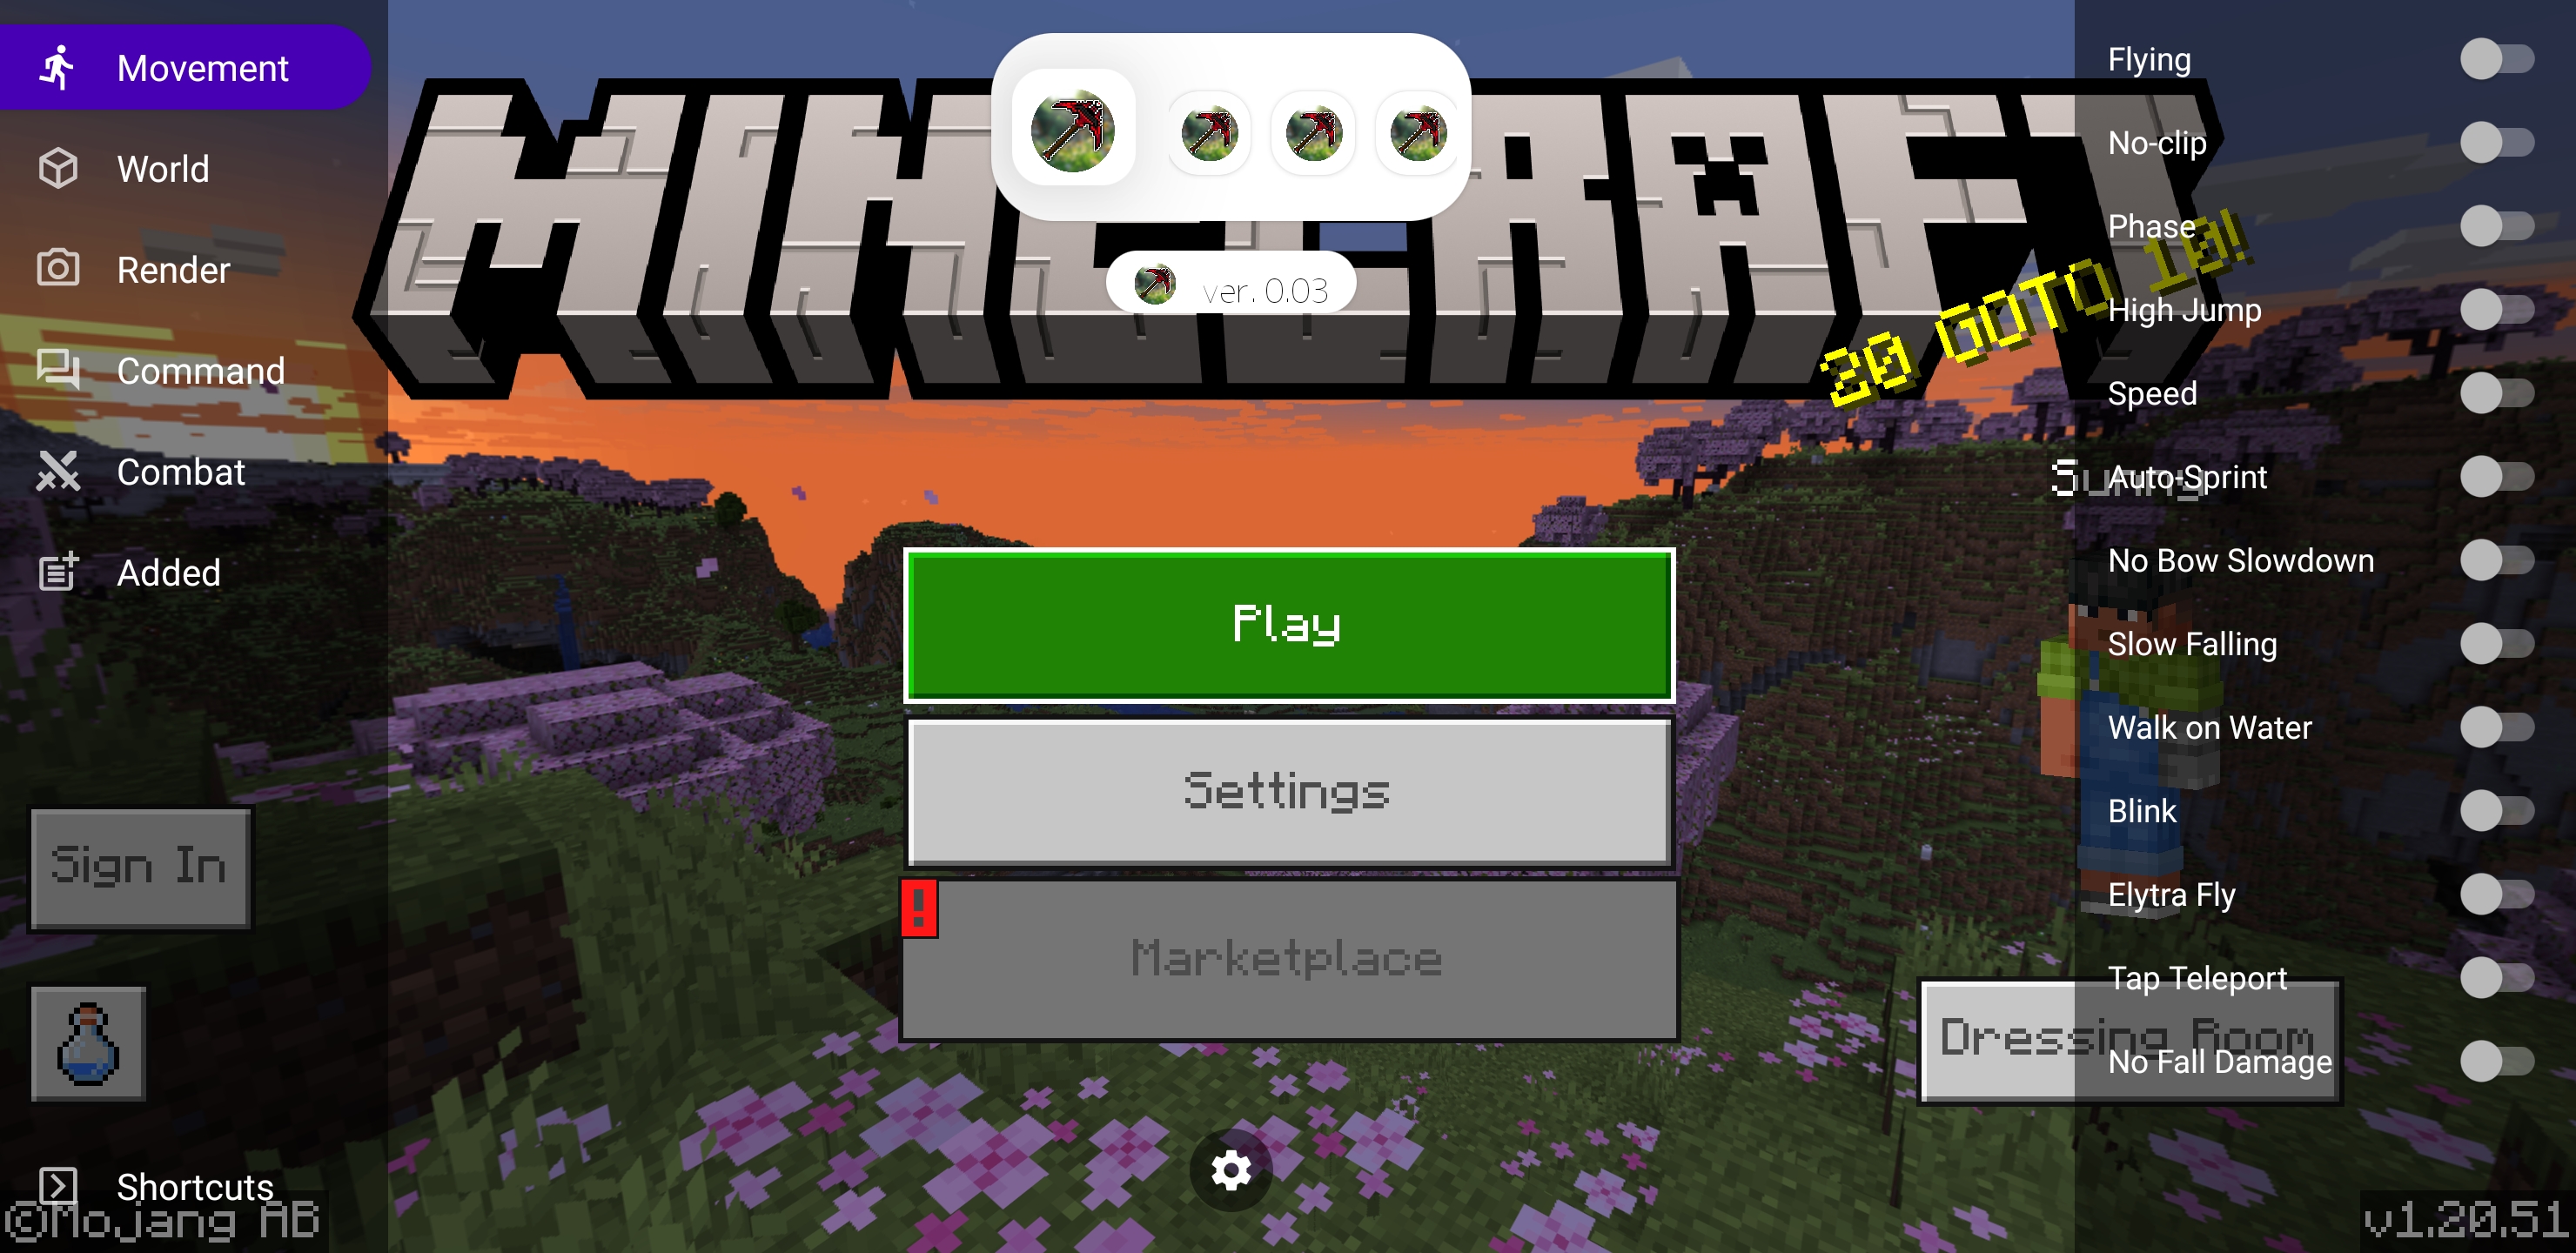 Movement
World
Render
Command
Combat
Added
Sign In
Shortcuts
©Mojang AB
MINECRAFT
ver. 0.03
20 GOTO 10!
Play
Settings
!
Marketplace
Sunny
Dressing Room
Flying
No-clip
Phase
High Jump
Speed
Auto-Sprint
No Bow Slowdown
Slow Falling
Walk on Water
Blink
Elytra Fly
Tap Teleport
No Fall Damage
v1.20.51